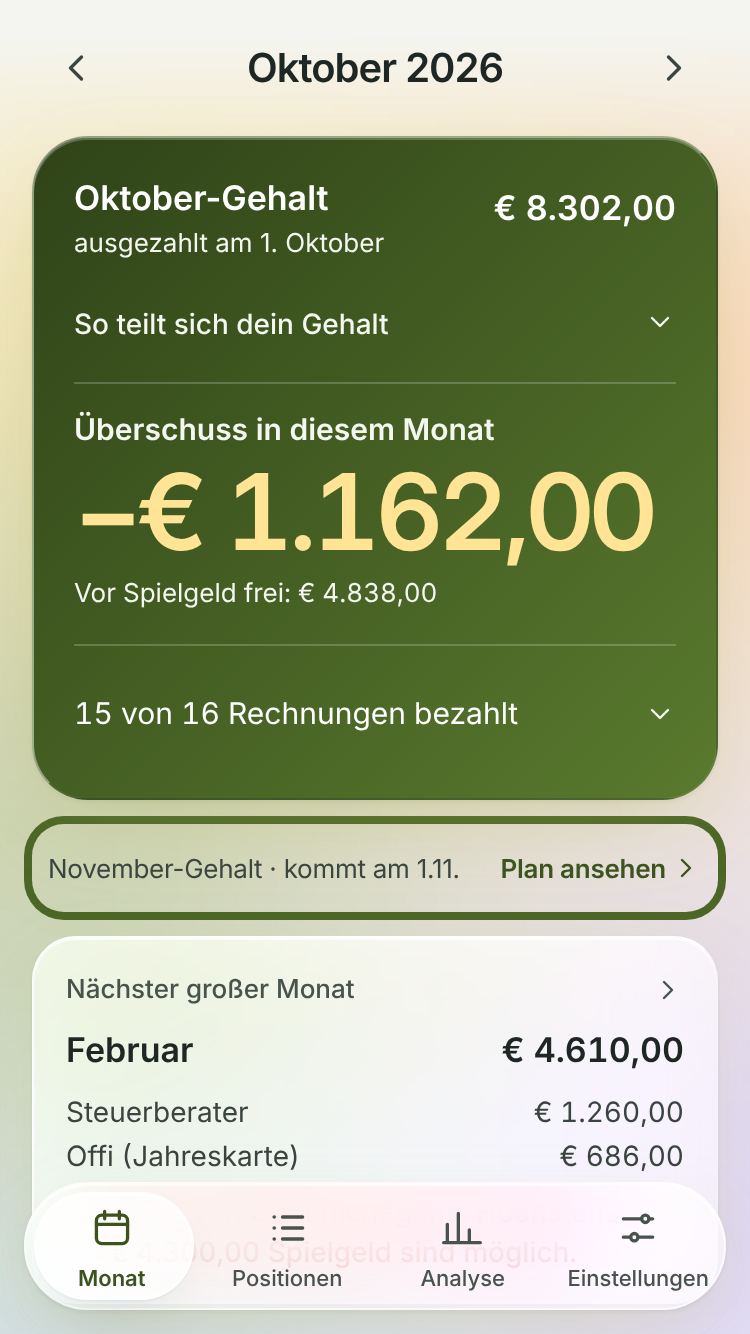 Oktober 2026
Oktober-Gehalt
€ 8.302,00
ausgezahlt am 1. Oktober
So teilt sich dein Gehalt
Überschuss in diesem Monat
–€ 1.162,00
Vor Spielgeld frei: € 4.838,00
15 von 16 Rechnungen bezahlt
November-Gehalt · kommt am 1.11.
Plan ansehen
Nächster großer Monat
Februar
€ 4.610,00
Steuerberater
€ 1.260,00
Offi (Jahreskarte)
€ 686,00
00,00 Spielgeld sind möglich.
Monat
Positionen
Analyse
Einstellungen